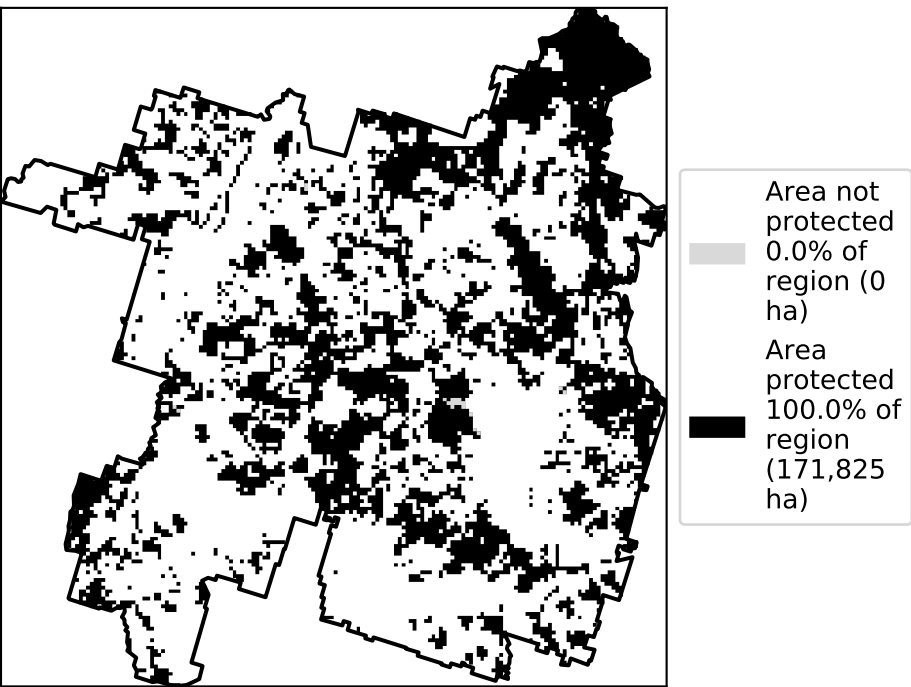 Area not
protected
0.0% of
region (0
ha)
Area
protected
100.0% of
region
(171,825
ha)